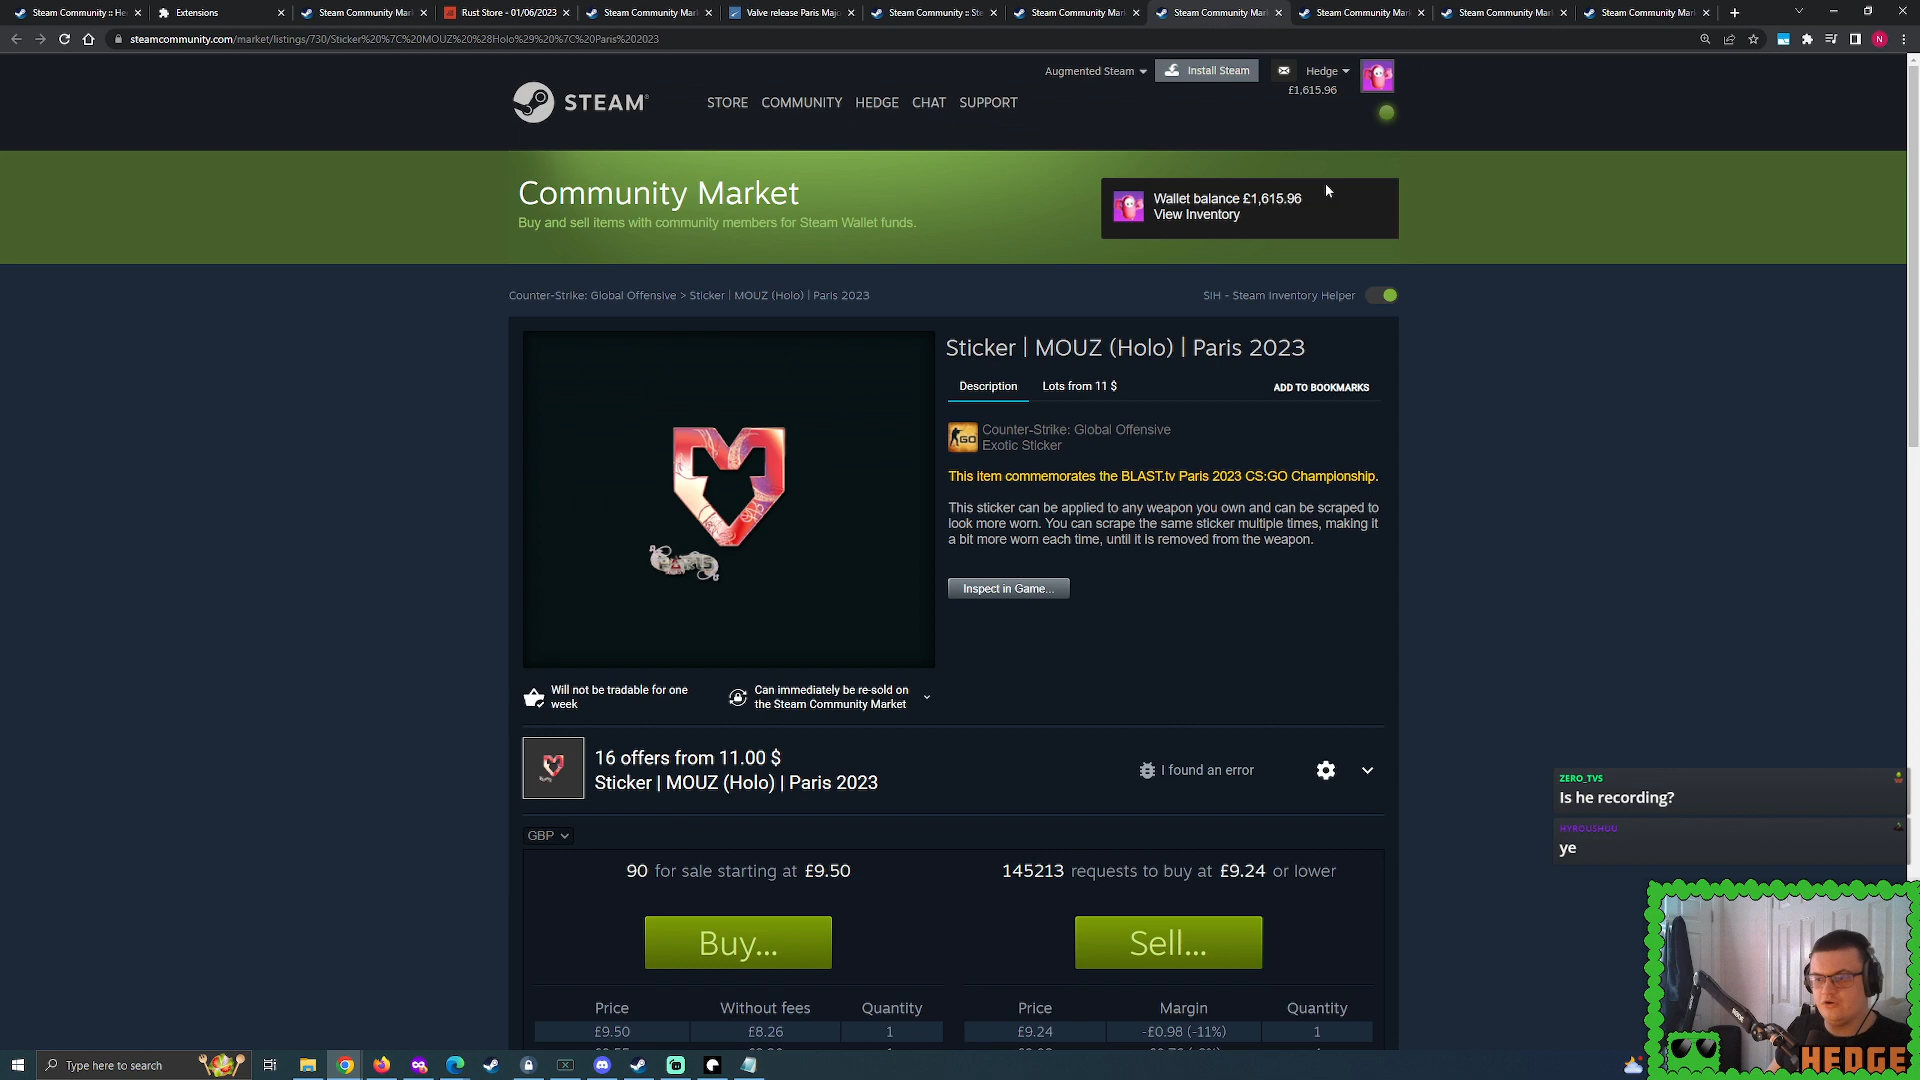 Steam Community :: He
Extensions
Steam Community Mar
Rust Store - 01/06/2023
Steam Community Mar
Valve release Paris Majo
Steam Community :: Ste
Steam Community Mar
Steam Community Mar
Steam Community Mar
Steam Community Mar
Steam Community Mar
steamcommunity.com/market/listings/730/Sticker%20%7C%20MOUZ%20%28Holo%29%20%7C%20Paris%202023
N
Augmented Steam
Install Steam
Hedge
£1,615.96
STEAM
STORE COMMUNITY HEDGE CHAT SUPPORT
Community Market
Buy and sell items with community members for Steam Wallet funds.
Wallet balance £1,615.96
View Inventory
Counter-Strike: Global Offensive > Sticker | MOUZ (Holo) | Paris 2023
SIH - Steam Inventory Helper
Sticker | MOUZ (Holo) | Paris 2023
Description
Lots from 11 $
ADD TO BOOKMARKS
GO
Counter-Strike: Global Offensive
Exotic Sticker
This item commemorates the BLAST.tv Paris 2023 CS:GO Championship.
This sticker can be applied to any weapon you own and can be scraped to
look more worn. You can scrape the same sticker multiple times, making it
a bit more worn each time, until it is removed from the weapon.
PARIS
Inspect in Game...
Will not be tradable for one
week
Can immediately be re-sold on
the Steam Community Market
16 offers from 11.00 $
Sticker | MOUZ (Holo) | Paris 2023
I found an error
GBP
90 for sale starting at £9.50
145213 requests to buy at £9.24 or lower
Buy...
Sell...
Price Without fees Quantity
£9.50 £8.26 1
Price Margin Quantity
£9.24 -£0.98 (-11%) 1
ZERO_TVS
Is he recording?
HYROUSHUU
ye
HEDGE
Type here to search